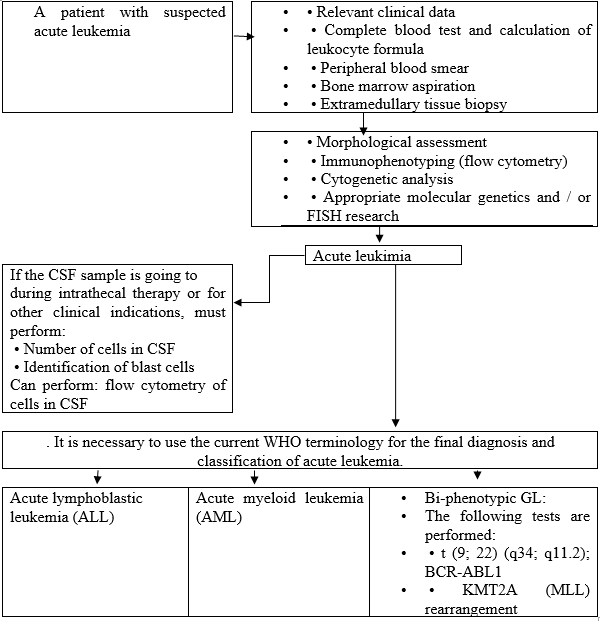 A patient with suspected
acute leukemia
• • Relevant clinical data
• • Complete blood test and calculation of
leukocyte formula
• • Peripheral blood smear
• • Bone marrow aspiration
• • Extramedullary tissue biopsy
• • Morphological assessment
• • Immunophenotyping (flow cytometry)
• • Cytogenetic analysis
• • Appropriate molecular genetics and / or
FISH research
Acute leukimia
If the CSF sample is going to
during intrathecal therapy or for
other clinical indications, must
perform:
• Number of cells in CSF
• Identification of blast cells
Can perform: flow cytometry of
cells in CSF
. It is necessary to use the current WHO terminology for the final diagnosis and
classification of acute leukemia.
Acute lymphoblastic
leukemia (ALL)
Acute myeloid leukemia
(AML)
• Bi-phenotypic GL:
• The following tests are
performed:
• • t (9; 22) (q34; q11.2);
BCR-ABL1
• • KMT2A (MLL)
rearrangement